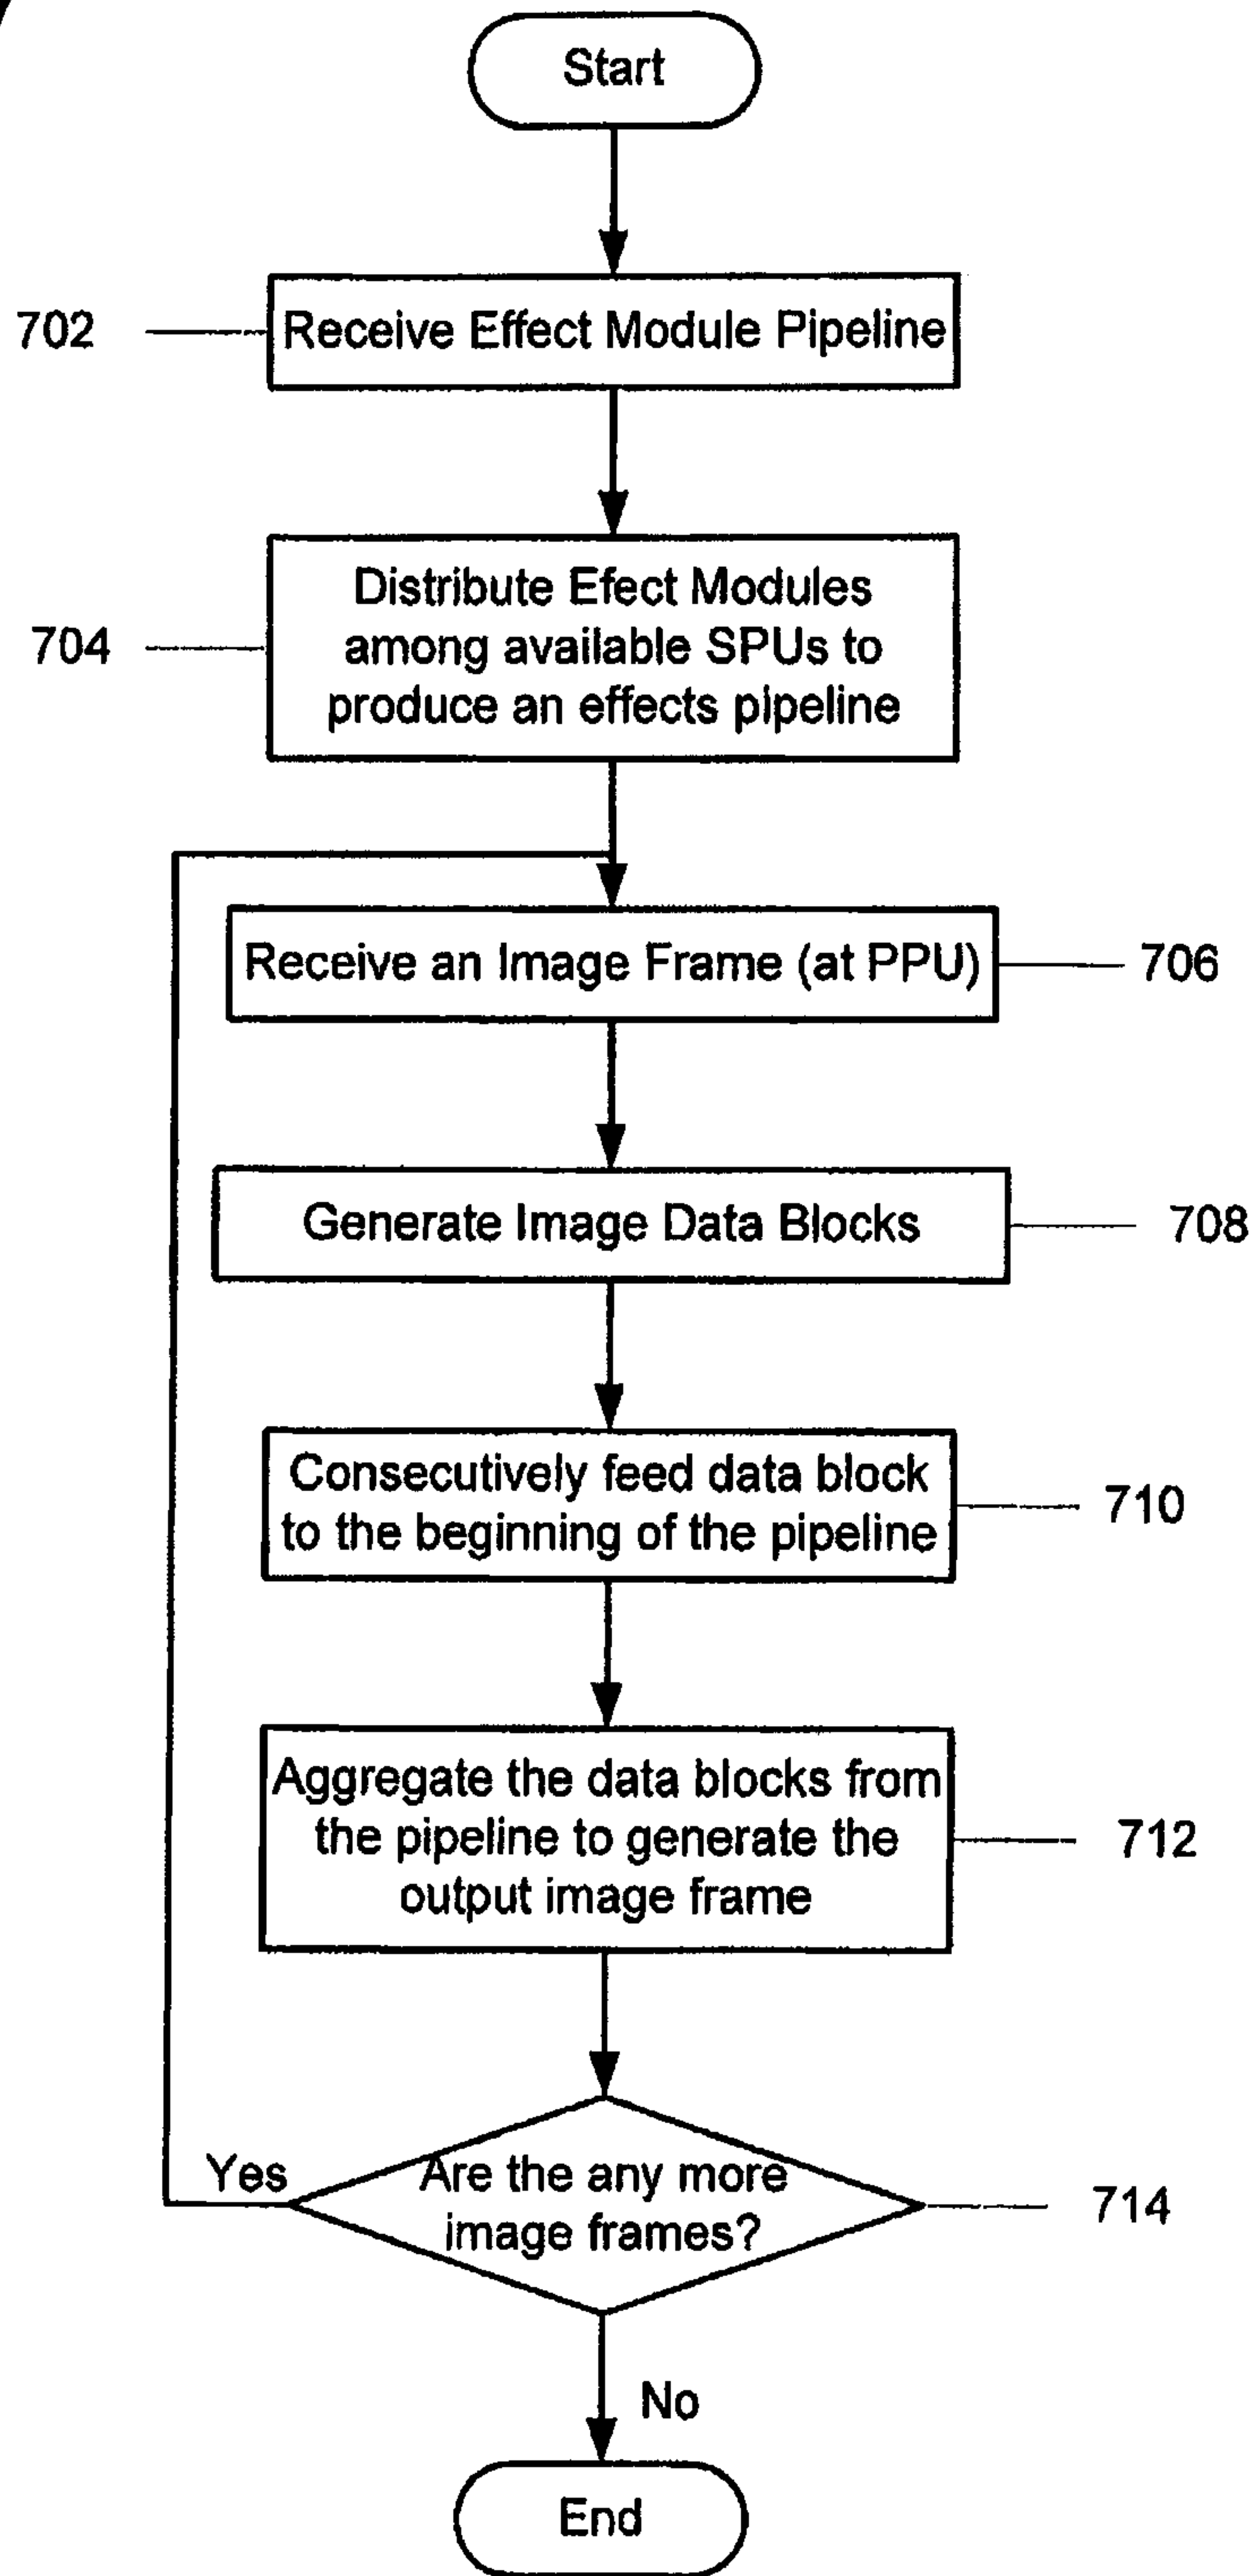 Start
702
Receive Effect Module Pipeline
704
Distribute Efect Modules
among available SPUs to
produce an effects pipeline
Receive an Image Frame (at PPU)
706
Generate Image Data Blocks
708
Consecutively feed data block
to the beginning of the pipeline
710
Aggregate the data blocks from
the pipeline to generate the
output image frame
712
Yes
Are the any more
image frames?
714
No
End